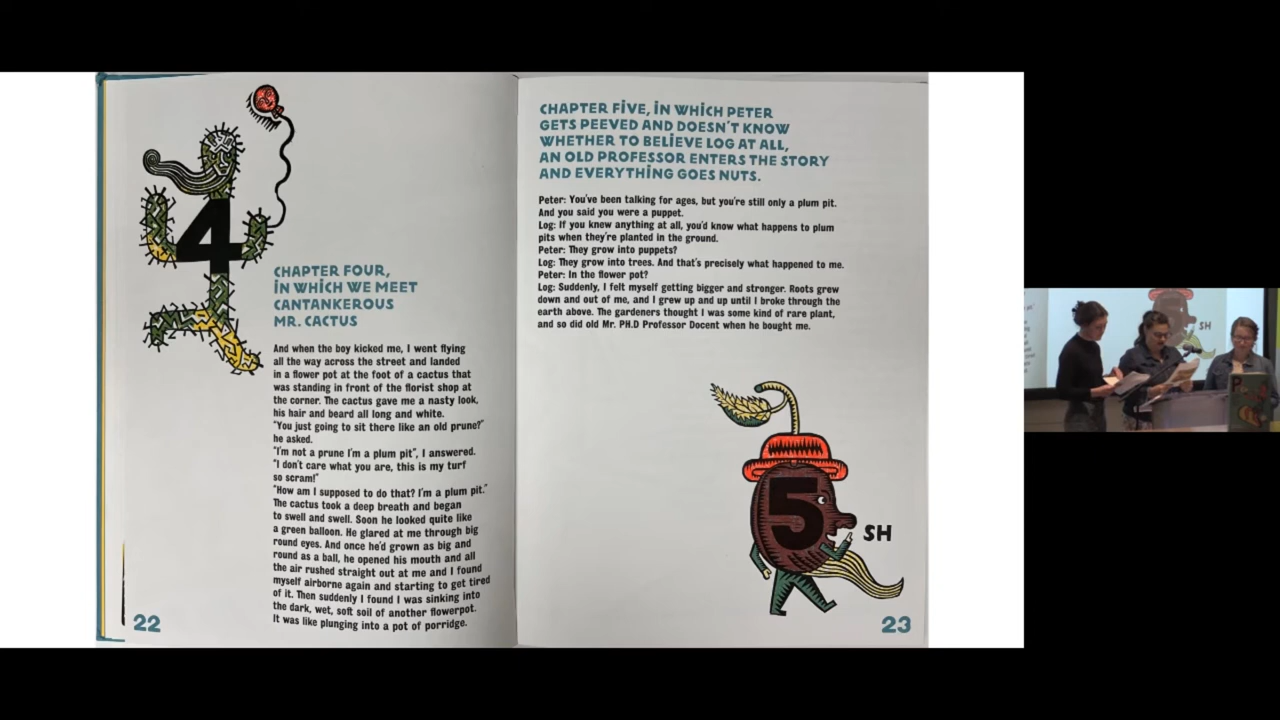 4
CHAPTER FOUR,
iN WHiCH WE MEET
CANTANKEROUS
MR. CACTUS
And when the boy kicked me, I went flying
all the way across the street and landed
in a flower pot at the foot of a cactus that
was standing in front of the florist shop at
the corner. The cactus gave me a nasty look,
his hair and beard all long and white.
"You just going to sit there like an old prune?"
he asked.
"I'm not a prune I'm a plum pit", I answered.
"I don't care what you are, this is my turf
so scram!"
"How am I supposed to do that? I'm a plum pit."
The cactus took a deep breath and began
to swell and swell. Soon he looked quite like
a green balloon. He glared at me through big
round eyes. And once he'd grown as big and
round as a ball, he opened his mouth and all
the air rushed straight out at me and I found
myself airborne again and starting to get tired
of it. Then suddenly I found I was sinking into
the dark, wet, soft soil of another flowerpot.
It was like plunging into a pot of porridge.
22
CHAPTER FiVE, iN WHiCH PETER
GETS PEEVED AND DOESN'T KNOW
WHETHER TO BELiEVE LOG AT ALL,
AN OLD PROFESSOR ENTERS THE STORY
AND EVERYTHiNG GOES NUTS.
Peter: You've been talking for ages, but you're still only a plum pit.
And you said you were a puppet.
Log: If you knew anything at all, you'd know what happens to plum
pits when they're planted in the ground.
Peter: They grow into puppets?
Log: They grow into trees. And that's precisely what happened to me.
Peter: In the flower pot?
Log: Suddenly, I felt myself getting bigger and stronger. Roots grew
down and out of me, and I grew up and up until I broke through the
earth above. The gardeners thought I was some kind of rare plant,
and so did old Mr. PH.D Professor Docent when he bought me.
5
SH
23
SH